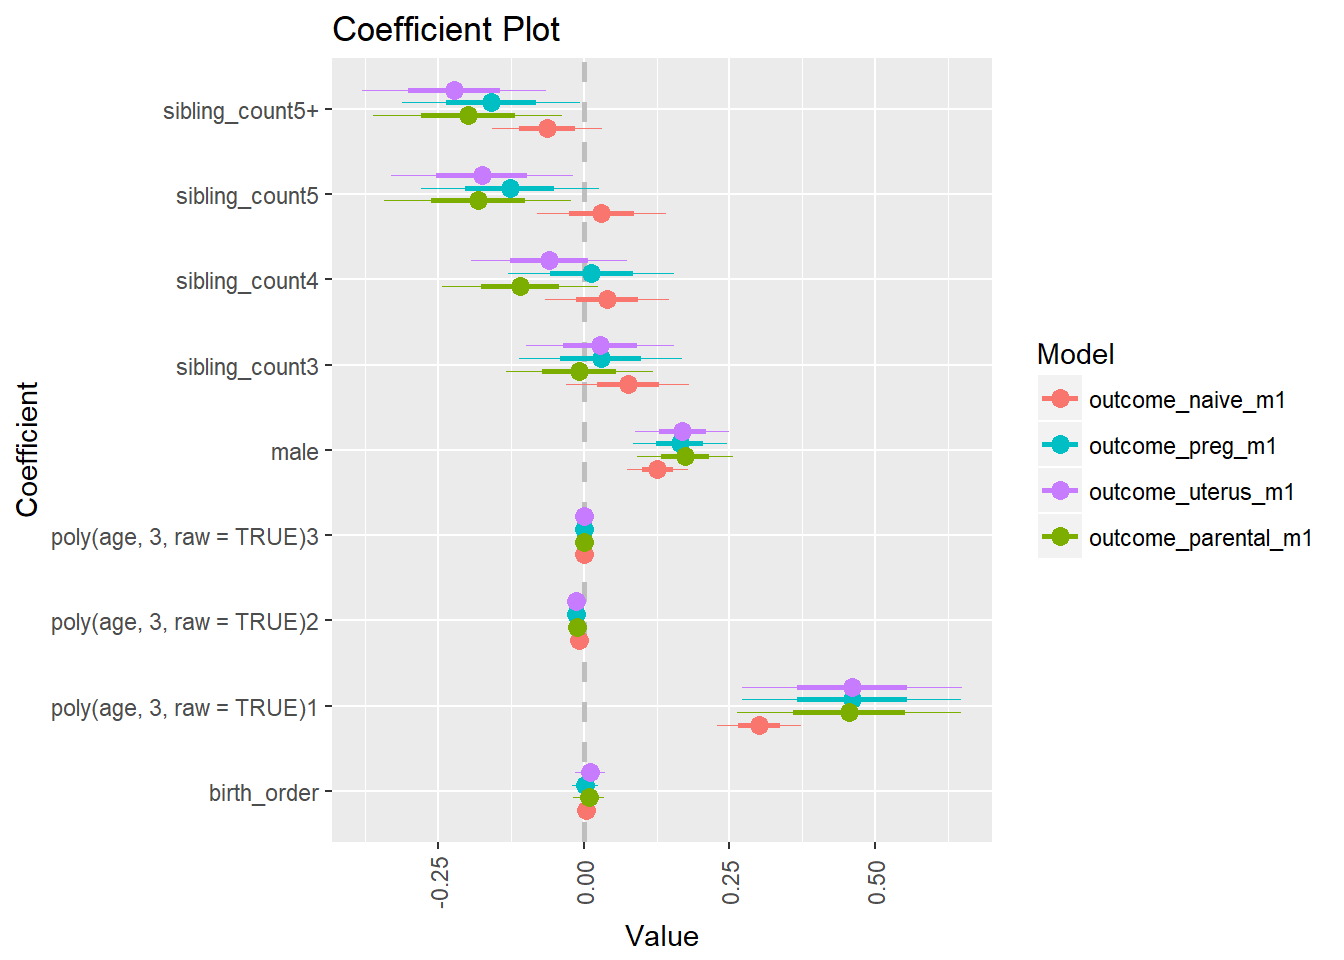 Coefficient Plot
sibling_count5+
sibling_count5
sibling_count4
sibling_count3
male
poly(age, 3, raw = TRUE)3
poly(age, 3, raw = TRUE)2
poly(age, 3, raw = TRUE)1
birth_order
Coefficient
-0.25
0.00
0.25
0.50
Value
Model
outcome_naive_m1
outcome_preg_m1
outcome_uterus_m1
outcome_parental_m1